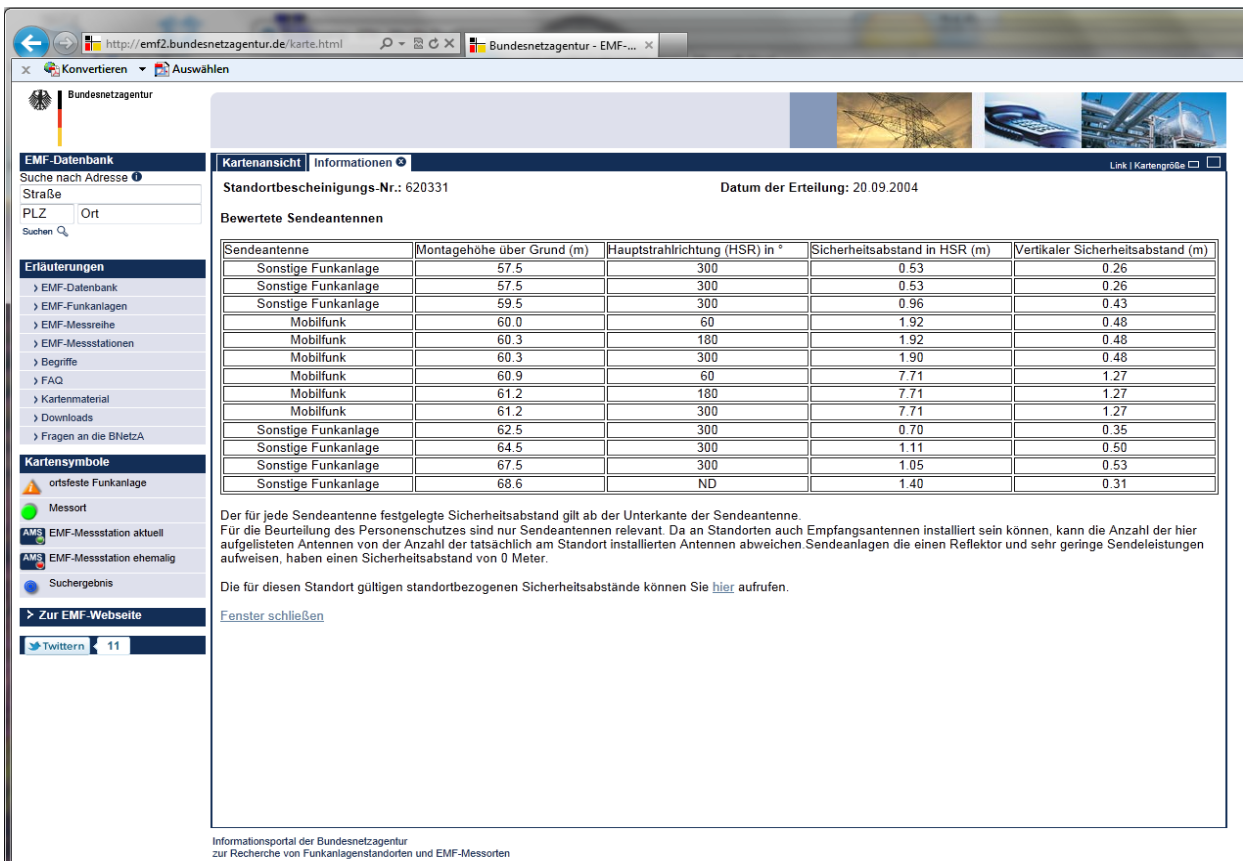 http://emf2.bundesnetzagentur.de/karte.html
Bundesnetzagentur - EMF-...
x Konvertieren Auswählen
Bundesnetzagentur
EMF-Datenbank
Suche nach Adresse
Straße
PLZ Ort
Suchen
Erläuterungen
EMF-Datenbank
EMF-Funkanlagen
EMF-Messreihe
EMF-Messstationen
Begriffe
FAQ
Kartenmaterial
Downloads
Fragen an die BNetzA
Kartensymbole
ortsfeste Funkanlage
Messort
AMS EMF-Messstation aktuell
AMS EMF-Messstation ehemalig
Suchergebnis
> Zur EMF-Webseite
Twittern 11
Kartenansicht Informationen
Link | Kartengröße
Standortbescheinigungs-Nr.: 620331 Datum der Erteilung: 20.09.2004
Bewertete Sendeantennen
Sendeantenne Montagehöhe über Grund (m) Hauptstrahlrichtung (HSR) in ° Sicherheitsabstand in HSR (m) Vertikaler Sicherheitsabstand (m)
Sonstige Funkanlage 57.5 300 0.53 0.26
Sonstige Funkanlage 57.5 300 0.53 0.26
Sonstige Funkanlage 59.5 300 0.96 0.43
Mobilfunk 60.0 60 1.92 0.48
Mobilfunk 60.3 180 1.92 0.48
Mobilfunk 60.3 300 1.90 0.48
Mobilfunk 60.9 60 7.71 1.27
Mobilfunk 61.2 180 7.71 1.27
Mobilfunk 61.2 300 7.71 1.27
Sonstige Funkanlage 62.5 300 0.70 0.35
Sonstige Funkanlage 64.5 300 1.11 0.50
Sonstige Funkanlage 67.5 300 1.05 0.53
Sonstige Funkanlage 68.6 ND 1.40 0.31
Der für jede Sendeantenne festgelegte Sicherheitsabstand gilt ab der Unterkante der Sendeantenne.
Für die Beurteilung des Personenschutzes sind nur Sendeantennen relevant. Da an Standorten auch Empfangsantennen installiert sein können, kann die Anzahl der hier
aufgelisteten Antennen von der Anzahl der tatsächlich am Standort installierten Antennen abweichen.Sendeanlagen die einen Reflektor und sehr geringe Sendeleistungen
aufweisen, haben einen Sicherheitsabstand von 0 Meter.
Die für diesen Standort gültigen standortbezogenen Sicherheitsabstände können Sie hier aufrufen.
Fenster schließen
Informationsportal der Bundesnetzagentur
zur Recherche von Funkanlagenstandorten und EMF-Messorten